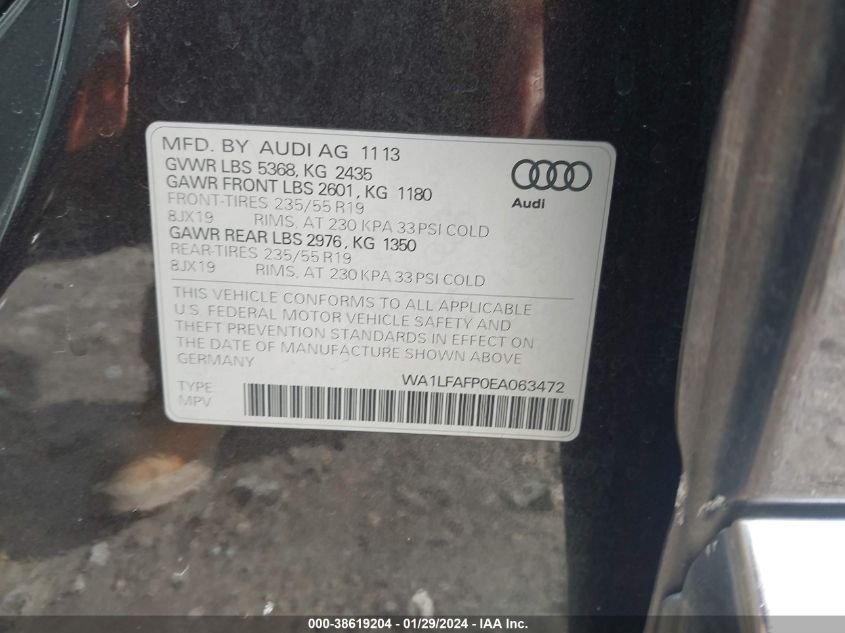 MFD. BY AUDI AG 11 13
GVWR LBS 5368, KG 2435
GAWR FRONT LBS 2601, KG 1180
FRONT-TIRES 235/55 R19
8JX19 RIMS, AT 230 KPA 33 PSI COLD
GAWR REAR LBS 2976, KG 1350
REAR-TIRES 235/55 R19
8JX19 RIMS, AT 230 KPA 33 PSI COLD
Audi
THIS VEHICLE CONFORMS TO ALL APPLICABLE
U.S. FEDERAL MOTOR VEHICLE SAFETY AND
THEFT PREVENTION STANDARDS IN EFFECT ON
THE DATE OF MANUFACTURE SHOWN ABOVE
GERMANY
WA1LFAFP0EA063472
TYPE
MPV
000-38619204 - 01/29/2024 - IAA Inc.